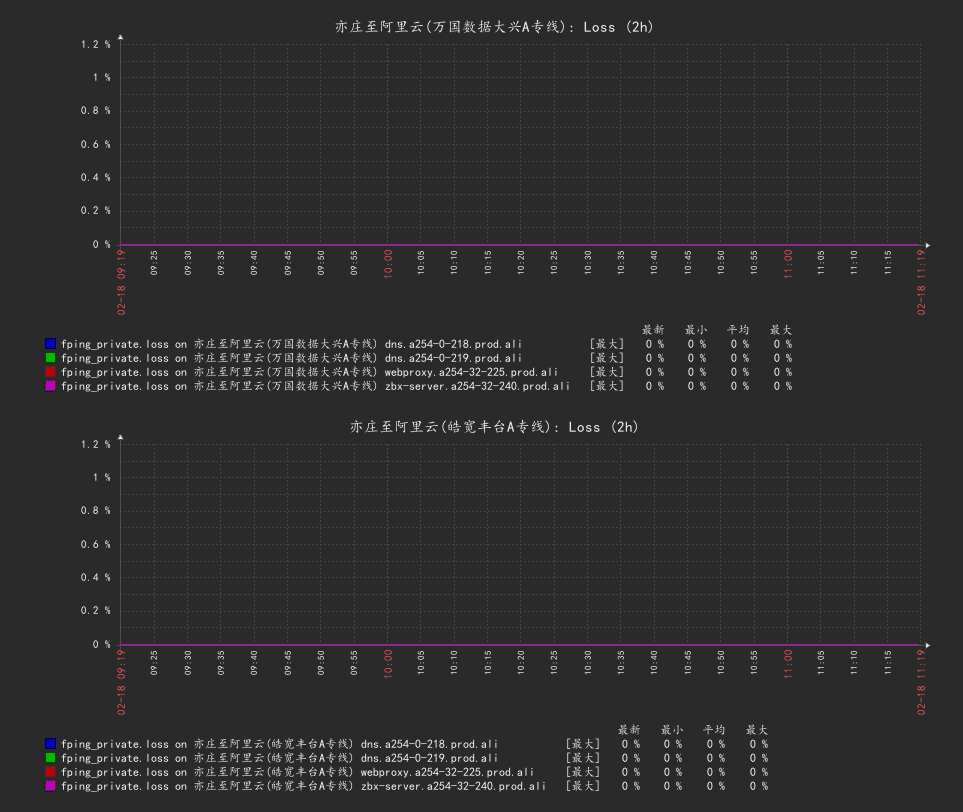 亦庄至阿里云(万国数据大兴A专线): Loss (2h)
1.2 %
1 %
0.8 %
0.6 %
0.4 %
0.2 %
0 %
02-18 09:19 09:25 09:30 09:35 09:40 09:45 09:50 09:55 10:00 10:05 10:10 10:15 10:20 10:25 10:30 10:35 10:40 10:45 10:50 10:55 11:00 11:05 11:10 11:15 02-18 11:19
最新 最小 平均 最大
fping_private.loss on 亦庄至阿里云(万国数据大兴A专线) dns.a254-0-218.prod.ali [最大] 0 % 0 % 0 % 0 %
fping_private.loss on 亦庄至阿里云(万国数据大兴A专线) dns.a254-0-219.prod.ali [最大] 0 % 0 % 0 % 0 %
fping_private.loss on 亦庄至阿里云(万国数据大兴A专线) webproxy.a254-32-225.prod.ali [最大] 0 % 0 % 0 % 0 %
fping_private.loss on 亦庄至阿里云(万国数据大兴A专线) zbx-server.a254-32-240.prod.ali [最大] 0 % 0 % 0 % 0 %
亦庄至阿里云(皓宽丰台A专线): Loss (2h)
1.2 %
1 %
0.8 %
0.6 %
0.4 %
0.2 %
0 %
02-18 09:19 09:25 09:30 09:35 09:40 09:45 09:50 09:55 10:00 10:05 10:10 10:15 10:20 10:25 10:30 10:35 10:40 10:45 10:50 10:55 11:00 11:05 11:10 11:15 02-18 11:19
最新 最小 平均 最大
fping_private.loss on 亦庄至阿里云(皓宽丰台A专线) dns.a254-0-218.prod.ali [最大] 0 % 0 % 0 % 0 %
fping_private.loss on 亦庄至阿里云(皓宽丰台A专线) dns.a254-0-219.prod.ali [最大] 0 % 0 % 0 % 0 %
fping_private.loss on 亦庄至阿里云(皓宽丰台A专线) webproxy.a254-32-225.prod.ali [最大] 0 % 0 % 0 % 0 %
fping_private.loss on 亦庄至阿里云(皓宽丰台A专线) zbx-server.a254-32-240.prod.ali [最大] 0 % 0 % 0 % 0 %